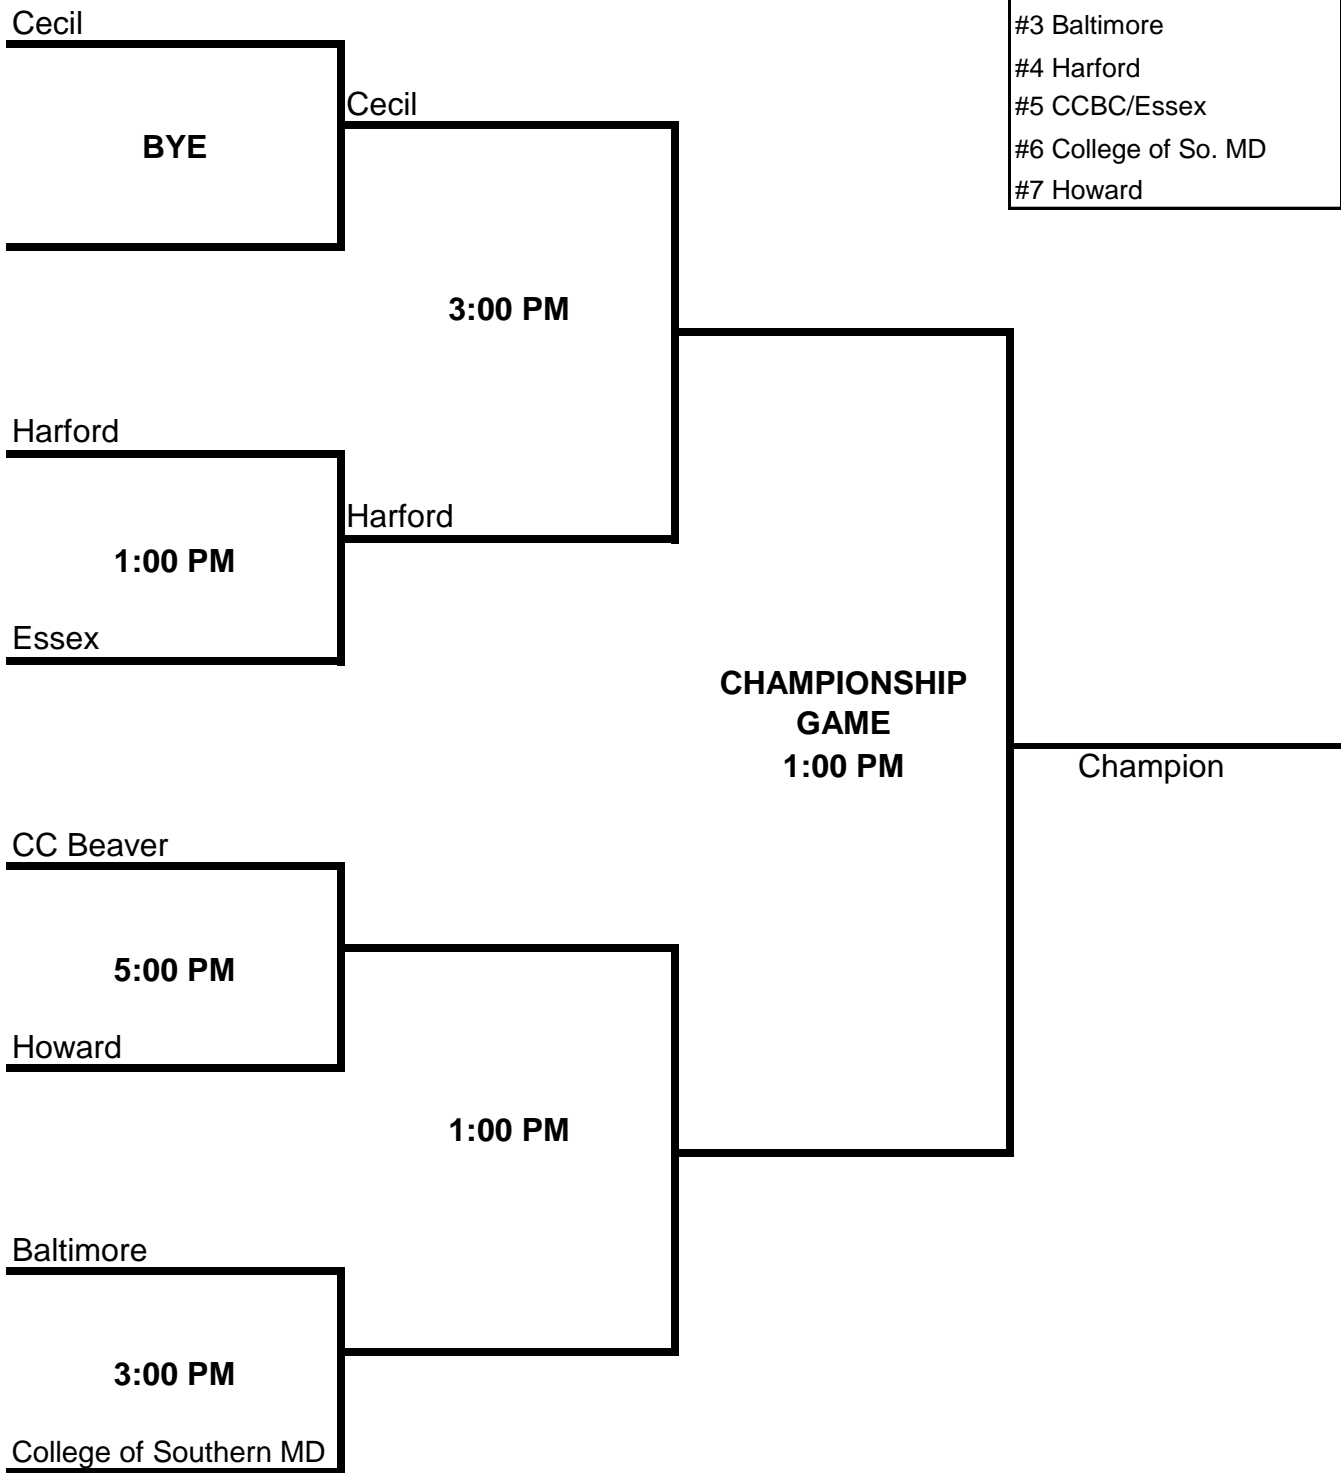 Cecil
#3 Baltimore
#4 Harford
#5 CCBC/Essex
#6 College of So. MD
#7 Howard
Cecil
BYE
3:00 PM
Harford
Harford
1:00 PM
Essex
CHAMPIONSHIP
GAME
1:00 PM
Champion
CC Beaver
5:00 PM
Howard
1:00 PM
Baltimore
3:00 PM
College of Southern MD